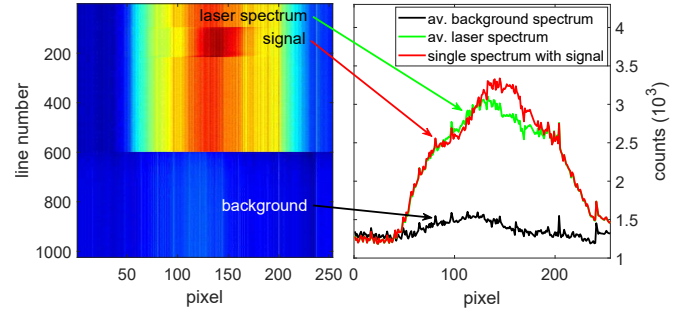 laser spectrum
signal
background
line number
200
400
600
800
1000
50
100
150
200
250
pixel
av. background spectrum
av. laser spectrum
single spectrum with signal
4
3.5
3
2.5
2
1.5
1
counts (10³)
0
100
200
pixel